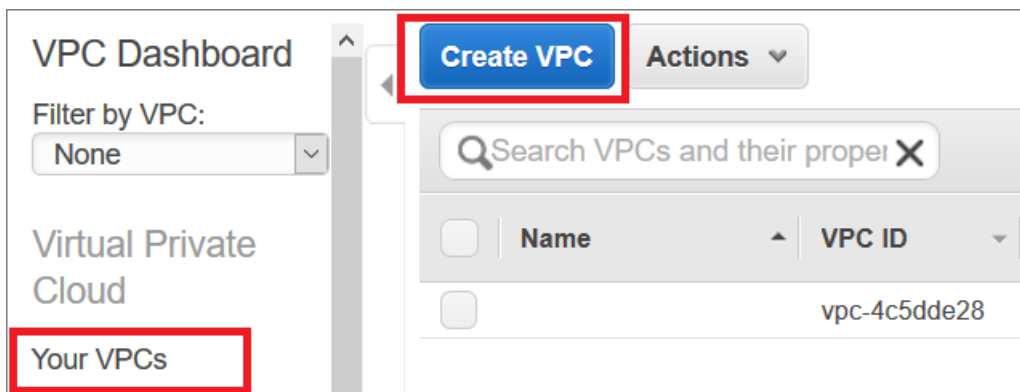 VPC Dashboard
Filter by VPC:
None
Virtual Private
Cloud
Your VPCs
Create VPC
Actions
Search VPCs and their proper
Name
VPC ID
vpc-4c5dde28